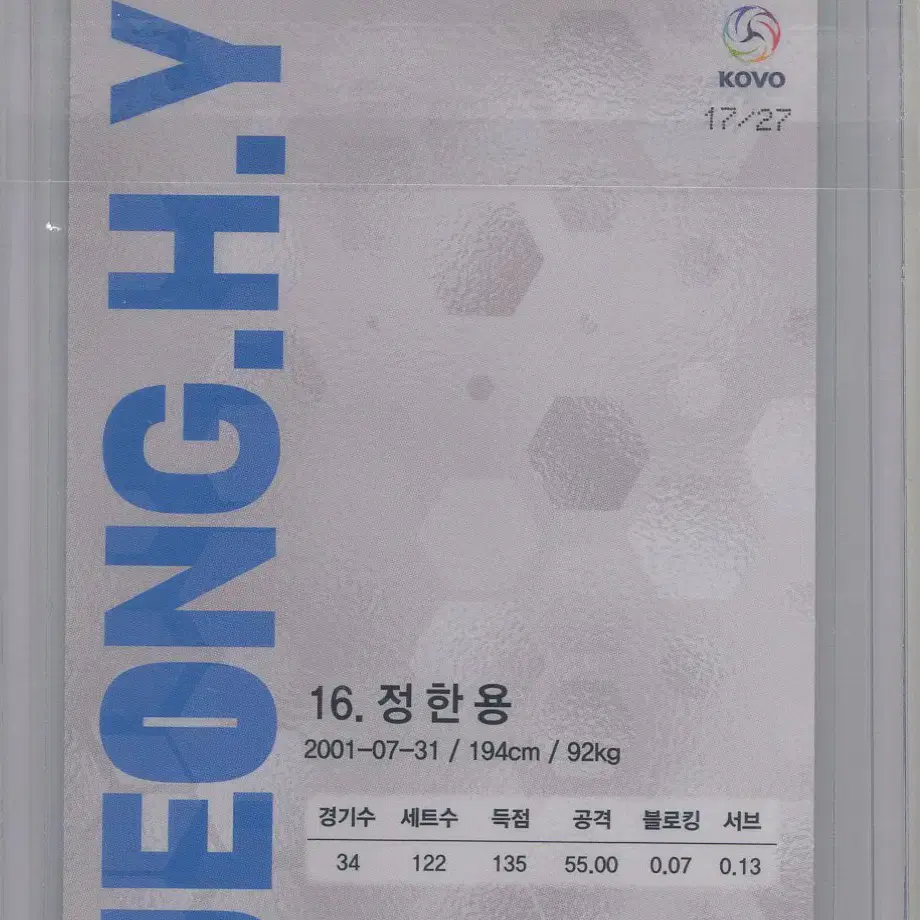 JEONG.H.Y
KOVO
17/27
16. 정한용
2001-07-31 / 194cm / 92kg
경기수 세트수 득점 공격 블로킹 서브
34 122 135 55.00 0.07 0.13